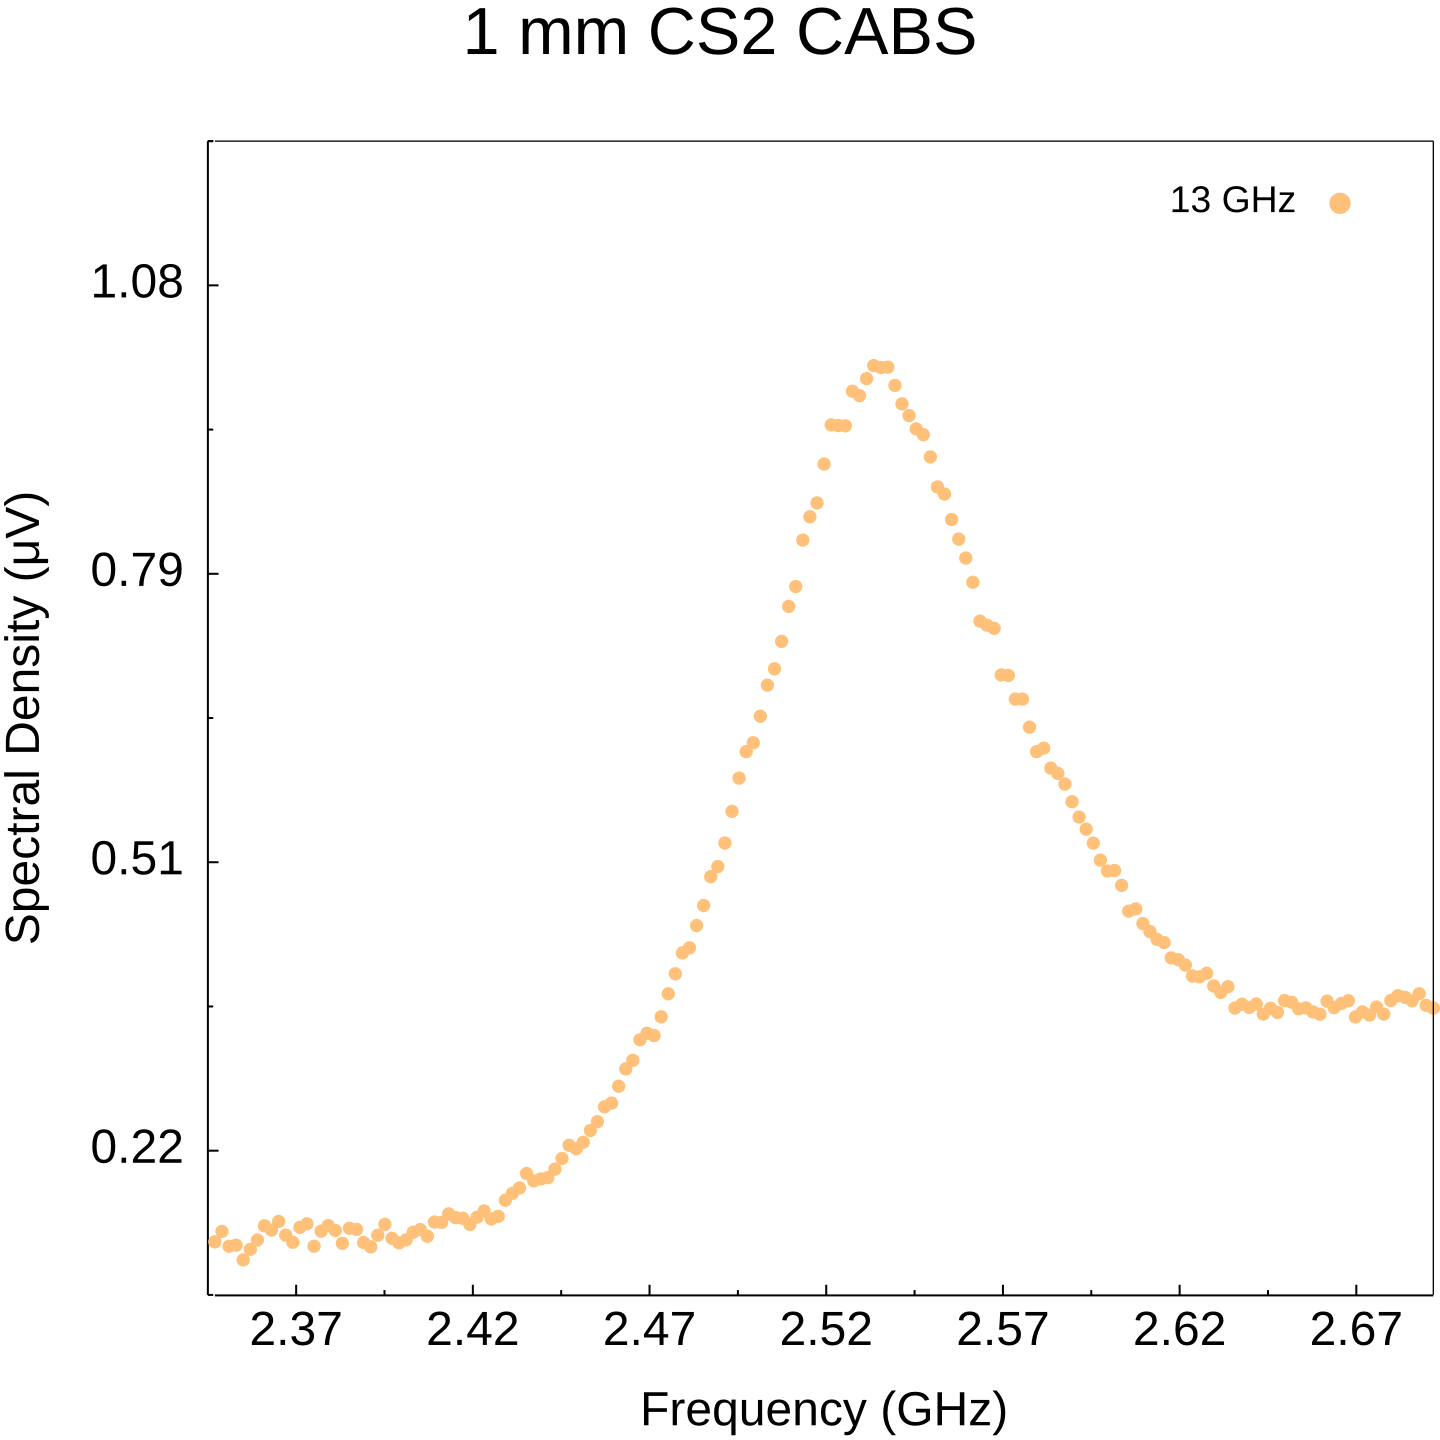 1 mm CS2 CABS
13 GHz
1.08
0.79
0.51
0.22
Spectral Density (μV)
2.37 2.42 2.47 2.52 2.57 2.62 2.67
Frequency (GHz)